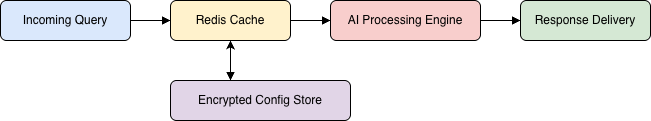 Incoming Query
Redis Cache
AI Processing Engine
Response Delivery
Encrypted Config Store